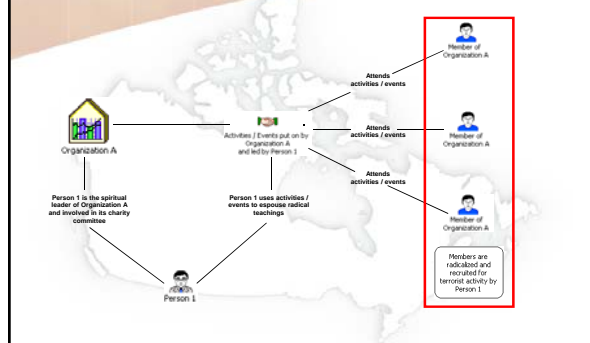 Member of
Organization A
Attends
activities / events
Organization A
Activities / Events put on by
Organization A
and led by Person 1
Attends
activities / events
Member of
Organization A
Attends
activities / events
Person 1 is the spiritual
leader of Organization A
and involved in its charity
committee
Person 1 uses activities /
events to espouse radical
teachings
Member of
Organization A
Members are
radicalized and
recruited for
terrorist activity by
Person 1
Person 1